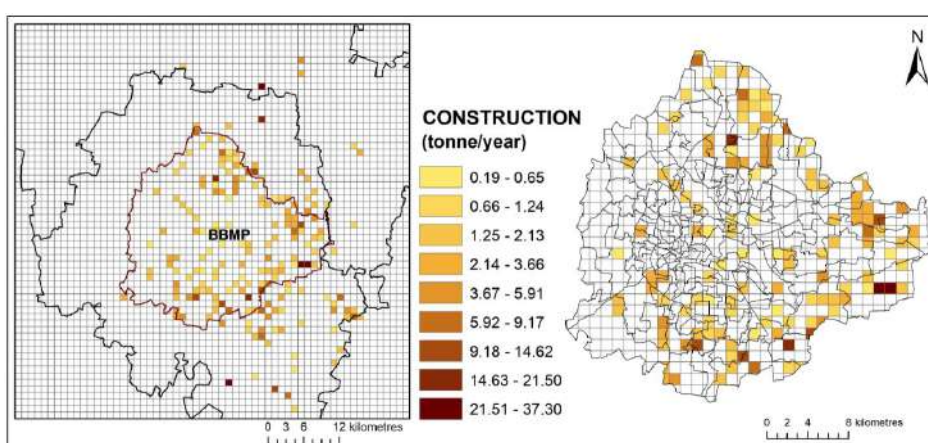 BBMP
0 3 6 12 kilometres
CONSTRUCTION
(tonne/year)
0.19 - 0.65
0.66 - 1.24
1.25 - 2.13
2.14 - 3.66
3.67 - 5.91
5.92 - 9.17
9.18 - 14.62
14.63 - 21.50
21.51 - 37.30
N
0 2 4 8 kilometres